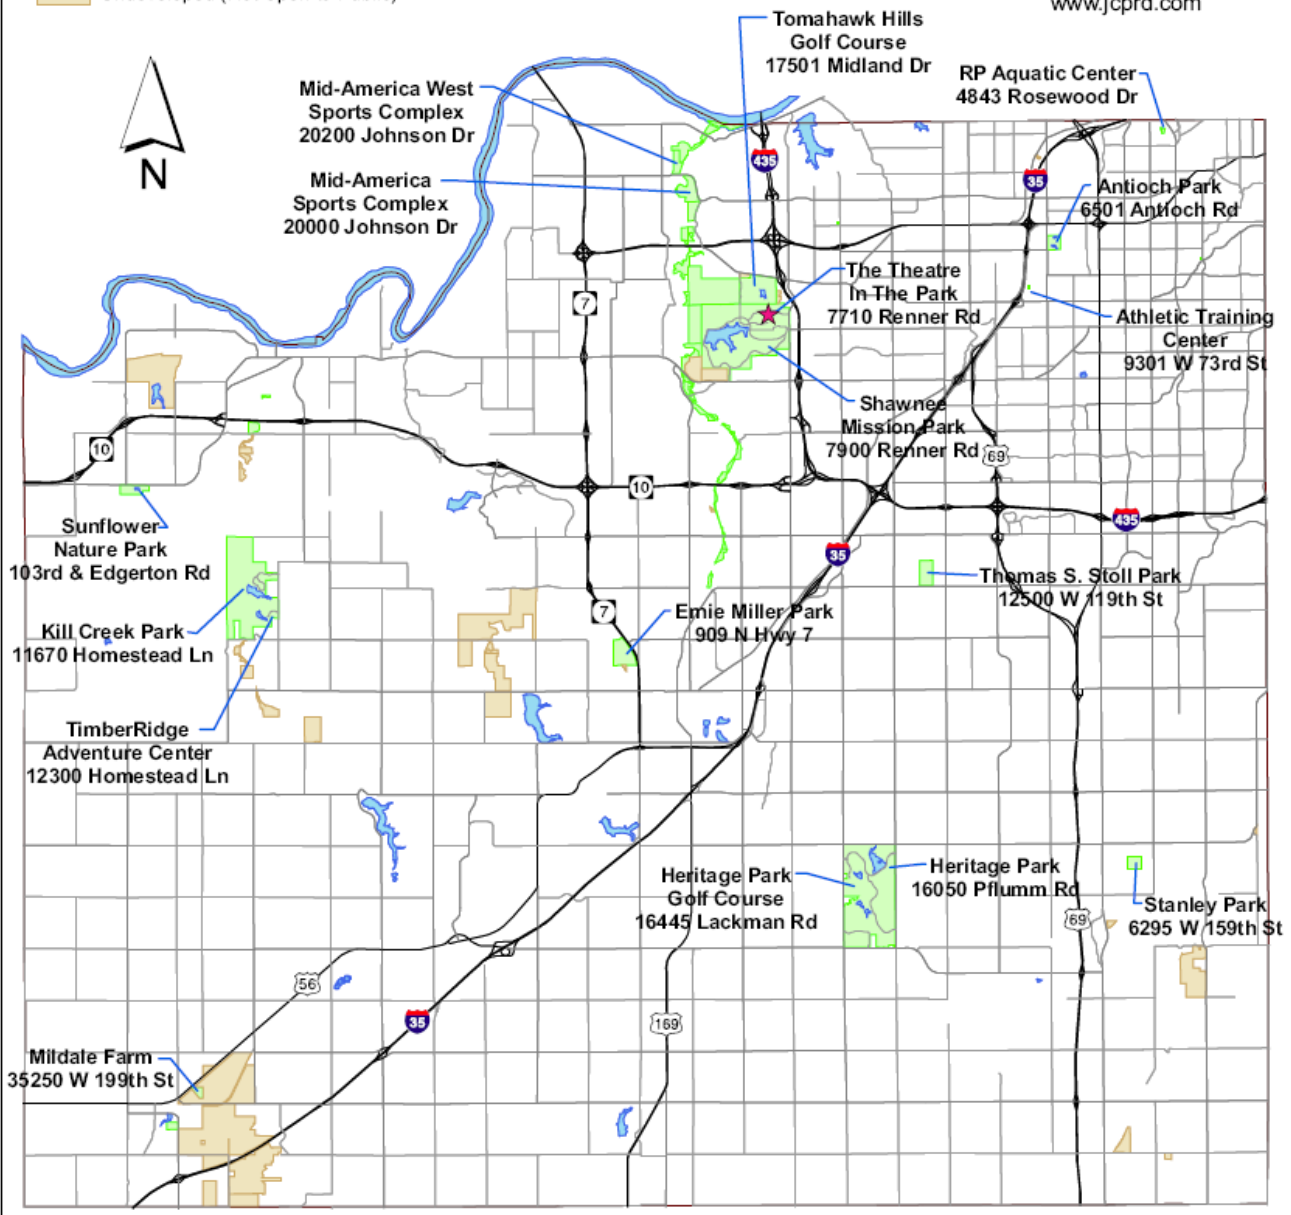 www.jcprd.com
Tomahawk Hills
Golf Course
17501 Midland Dr
RP Aquatic Center
4843 Rosewood Dr
Mid-America West
Sports Complex
20200 Johnson Dr
N
435
35
Mid-America
Sports Complex
20000 Johnson Dr
Antioch Park
6501 Antioch Rd
The Theatre
In The Park
7710 Renner Rd
7
Athletic Training
Center
9301 W 73rd St
Shawnee
Mission Park
7900 Renner Rd
10
69
10
435
Sunflower
Nature Park
103rd & Edgerton Rd
35
Thomas S. Stoll Park
12500 W 119th St
7
Ernie Miller Park
909 N Hwy 7
Kill Creek Park
11670 Homestead Ln
TimberRidge
Adventure Center
12300 Homestead Ln
Heritage Park
Golf Course
16445 Lackman Rd
Heritage Park
16050 Pflumm Rd
Stanley Park
6295 W 159th St
69
56
35
169
Mildale Farm
35250 W 199th St